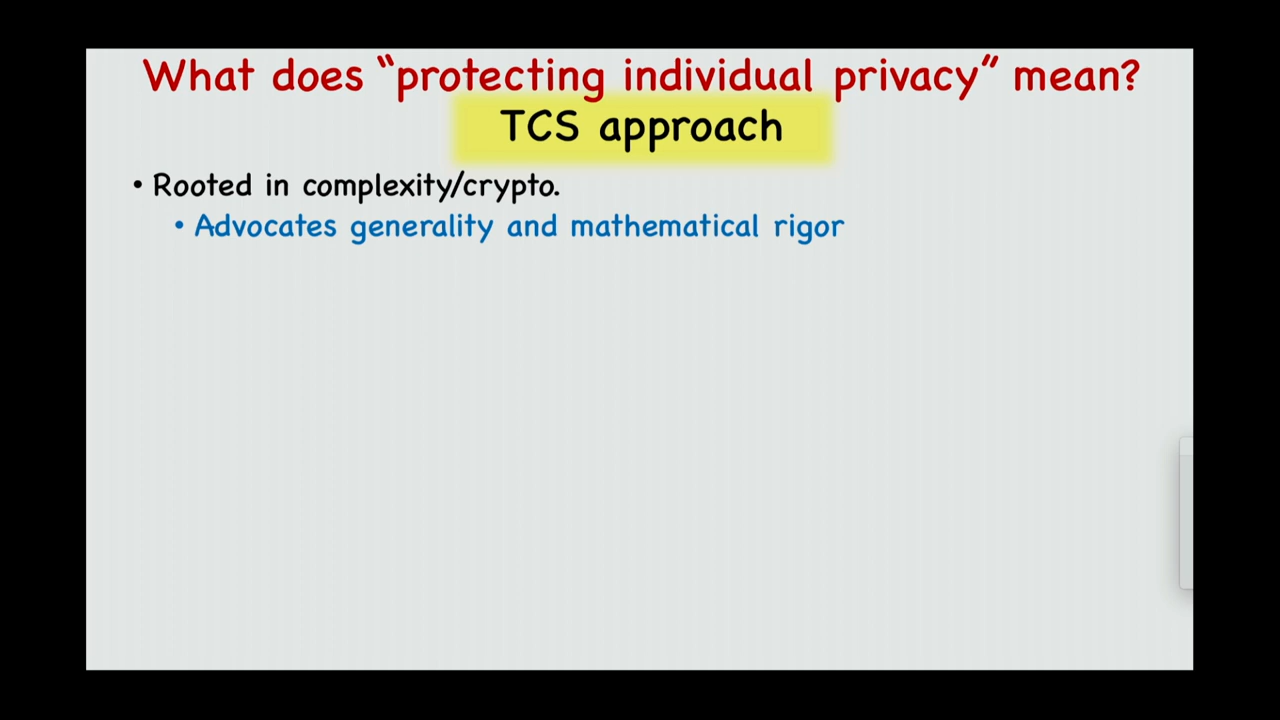 What does “protecting individual privacy” mean?
TCS approach
• Rooted in complexity/crypto.
• Advocates generality and mathematical rigor